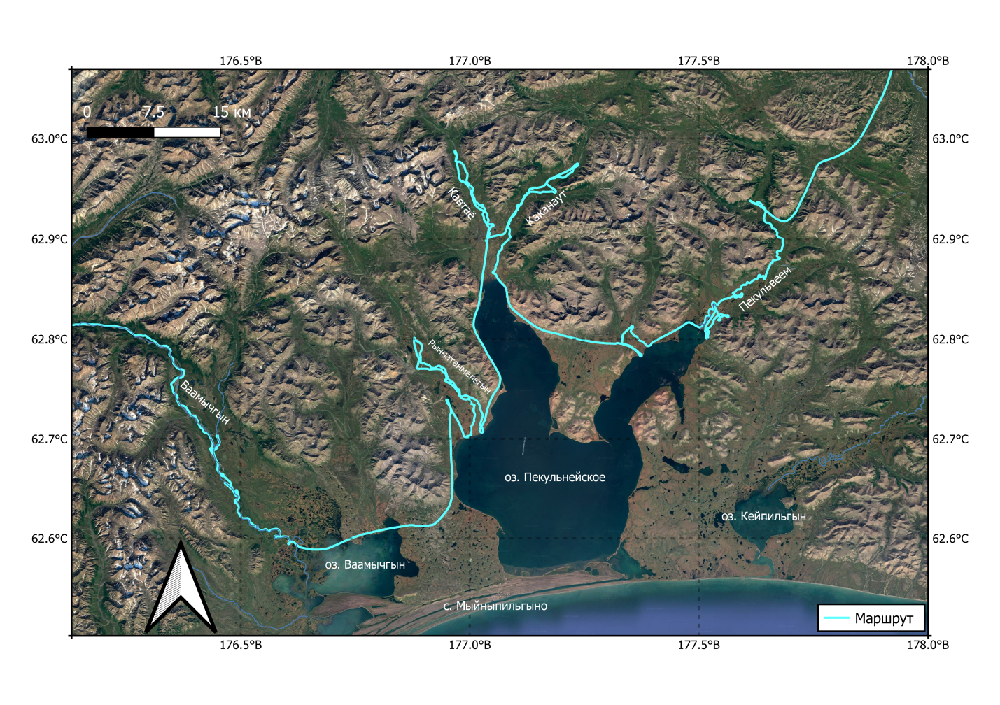 176.5°В 177.0°В 177.5°В 178.0°В
0 7.5 15 км
63.0°С 63.0°С
Кавтаё
Каканаут
62.9°С 62.9°С
Пекульвеем
62.8°С 62.8°С
Рыннатанмельгын
Ваамычгын
62.7°С 62.7°С
оз. Пекульнейское
оз. Кейпильгын
62.6°С 62.6°С
оз. Ваамычгын
с. Мыйныпильгыно
Маршрут
176.5°В 177.0°В 177.5°В 178.0°В